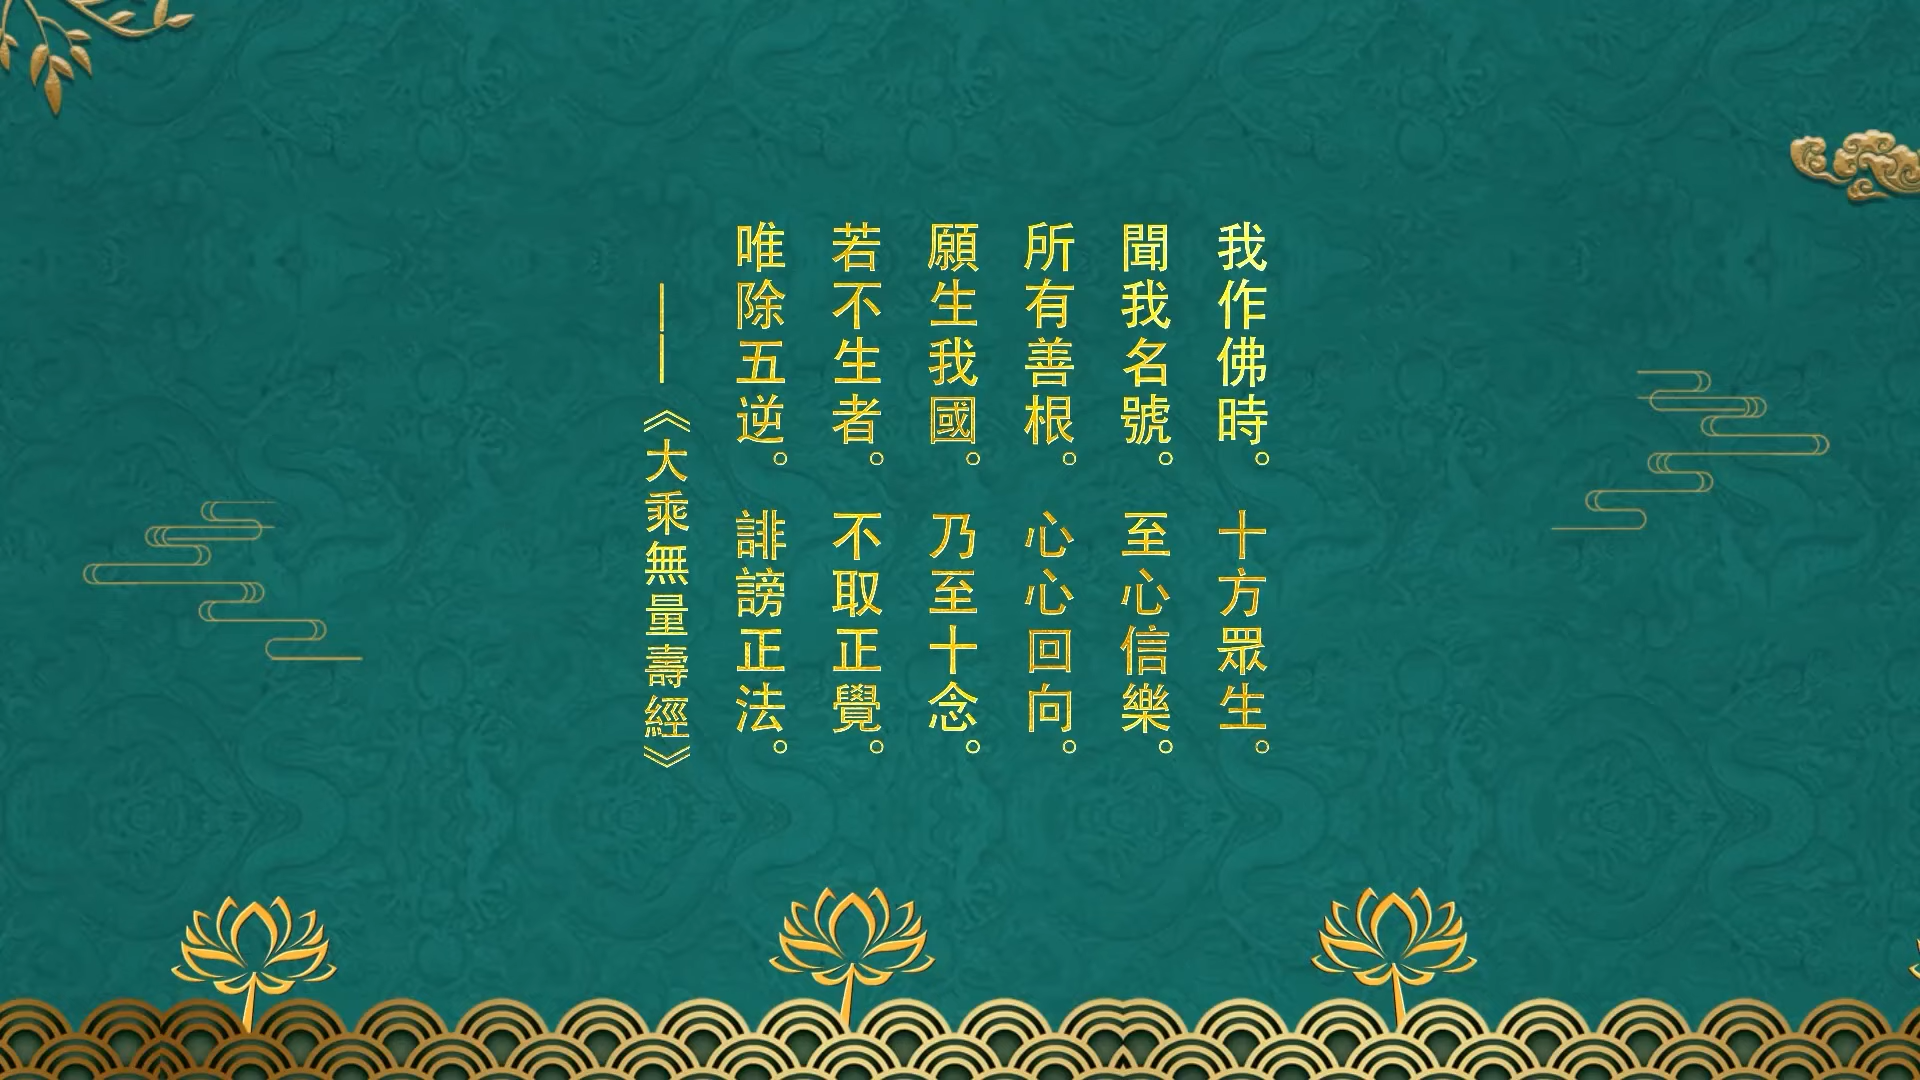 我作佛時。十方眾生。
聞我名號。至心信樂。
所有善根。心心回向。
願生我國。乃至十念。
若不生者。不取正覺。
唯除五逆。誹謗正法。
——《大乘無量壽經》